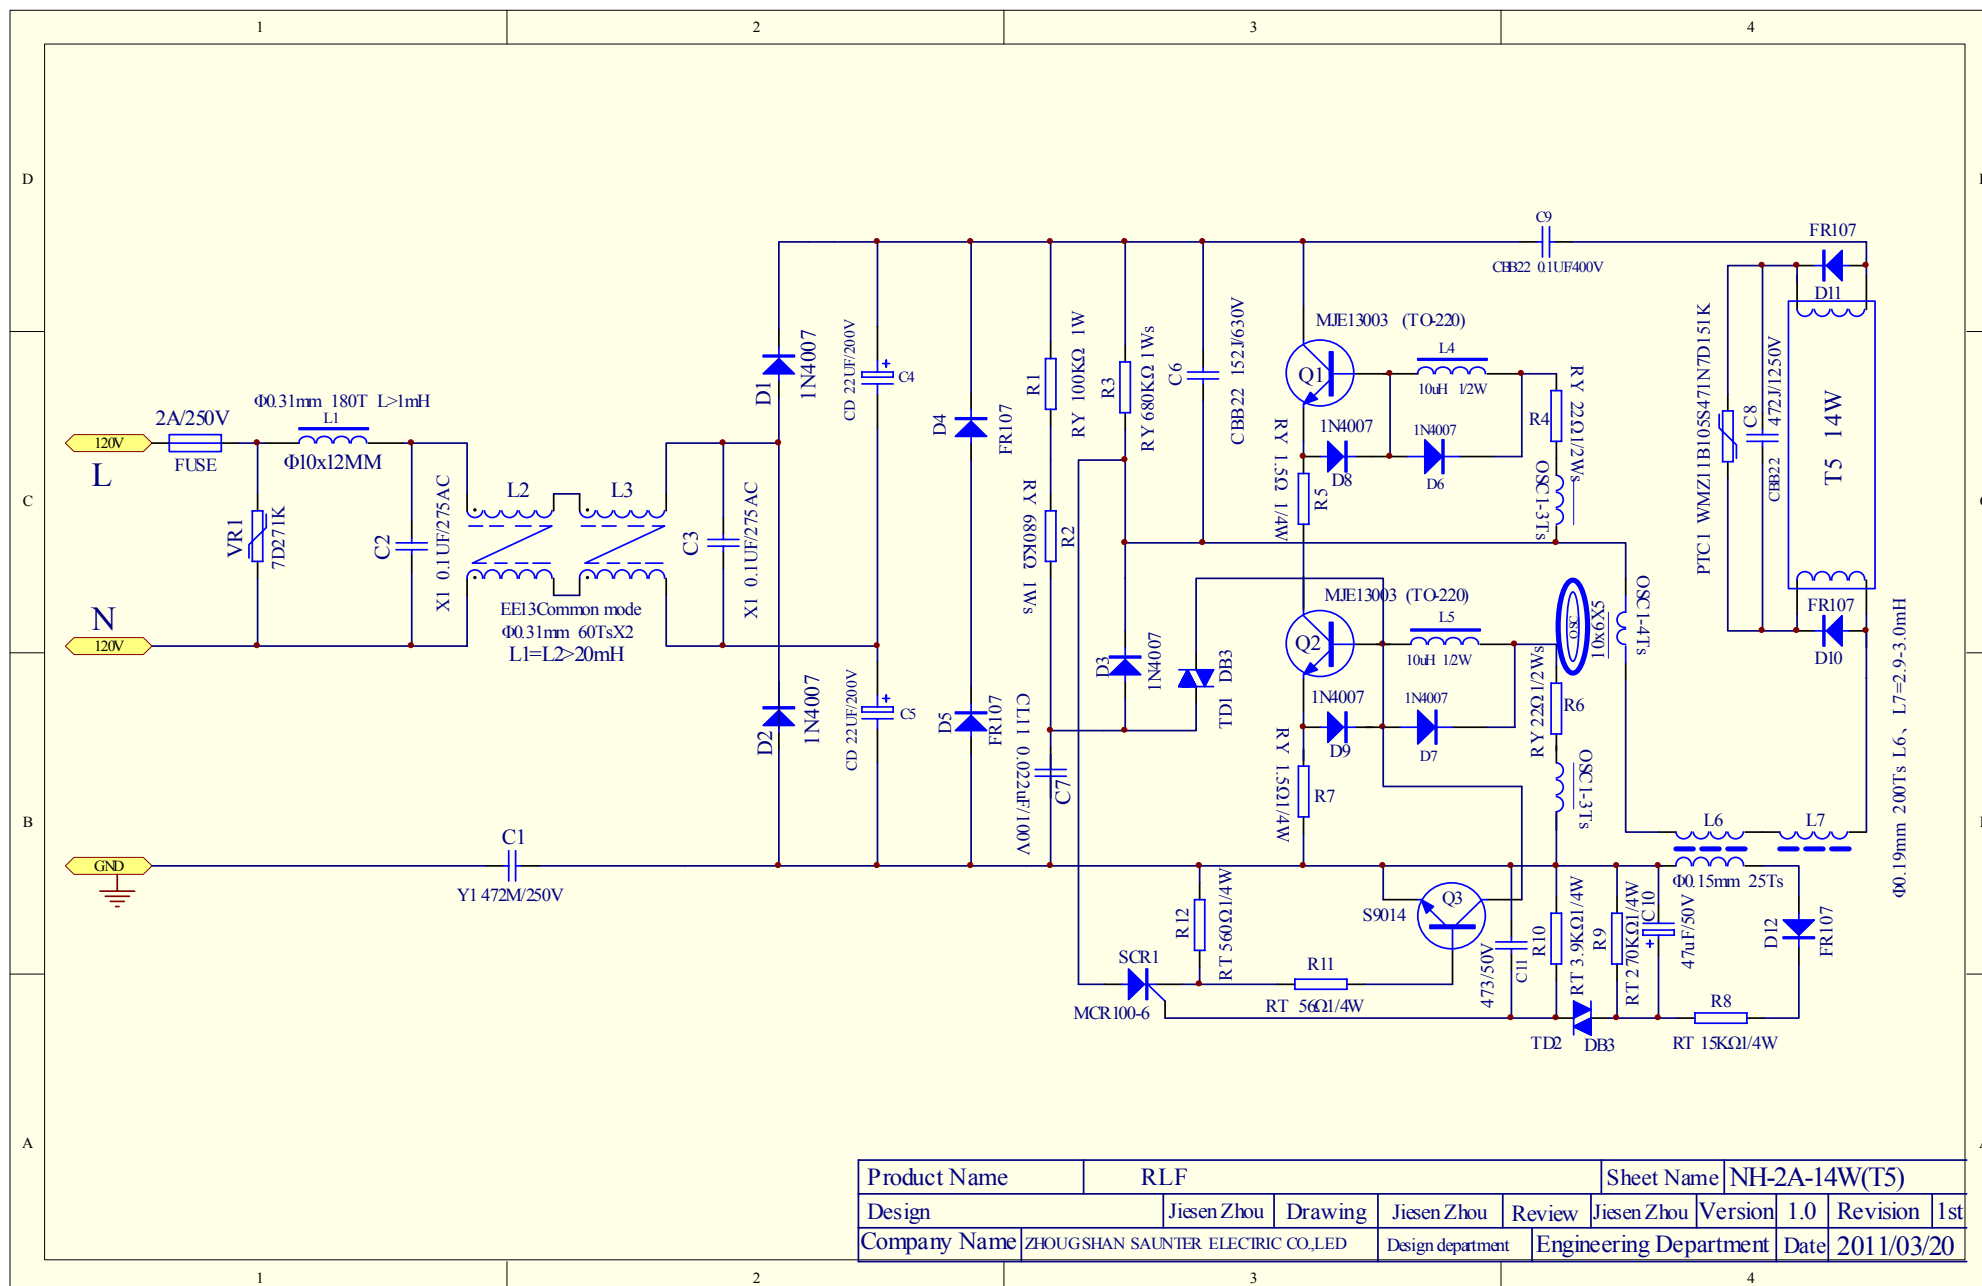 1 2 3 4
D
C
B
A
C9
CBB22 0.1UF/400V
FR107
D11
MJE13003 (TO-220)
Q1
L4
10uH 1/2W
1N4007
D8
1N4007
D6
RY 1.5Ω 1/4W
R5
R4
RY 22Ω1/2Ws
OSC1-3Ts
PTC1 WMZ11B105S471N7D151K
C8
CBB22 472J/1250V
T5 14W
D1
1N4007
CD 22UF/200V
C4
D4
FR107
R1
RY 100KΩ 1W
R3
RY 680KΩ 1Ws
C6
CBB22 152J/630V
2A/250V
FUSE
120V
L
Φ0.31mm 180T L>1mH
L1
Φ10x12MM
VR1
7D271K
C2
X1 0.1UF/275AC
L2
L3
C3
X1 0.1UF/275AC
N
120V
EE13Common mode
Φ0.31mm 60TsX2
L1=L2>20mH
RY 680KΩ 1Ws
R2
MJE13003 (TO-220)
Q2
L5
10uH 1/2W
OSC
10x6X5
OSC1-4Ts
FR107
D10
D3
1N4007
TD1 DB3
1N4007
D9
1N4007
D7
RY 22Ω1/2Ws
R6
OSC1-3Ts
RY 1.5Ω1/4W
R7
D2
1N4007
CD 22UF/200V
C5
D5
FR107
CL11 0.022uF/100V
C7
L6
L7
Φ0.19mm 200Ts L6、L7=2.9-3.0mH
Φ0.15mm 25Ts
GND
C1
Y1 472M/250V
R12
RT 560Ω1/4W
S9014
Q3
473/50V
C11
R10
RT 3.9KΩ1/4W
R9
RT 270KΩ1/4W
C10
47uF/50V
D12
FR107
SCR1
MCR100-6
R11
RT 56Ω1/4W
TD2 DB3
R8
RT 15KΩ1/4W
Product Name RLF Sheet Name NH-2A-14W(T5)
Design Jiesen Zhou Drawing Jiesen Zhou Review Jiesen Zhou Version 1.0 Revision 1st
Company Name ZHOUGSHAN SAUNTER ELECTRIC CO.,LED Design department Engineering Department Date 2011/03/20
1 2 3 4